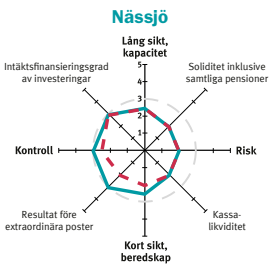 Nässjö
Lång sikt,
kapacitet
Intäktsfinansieringsgrad
av investeringar
Soliditet inklusive
samtliga pensioner
5
4
3
2
1
Kontroll
Risk
Resultat före
extraordinära poster
Kassa-
likviditet
Kort sikt,
beredskap